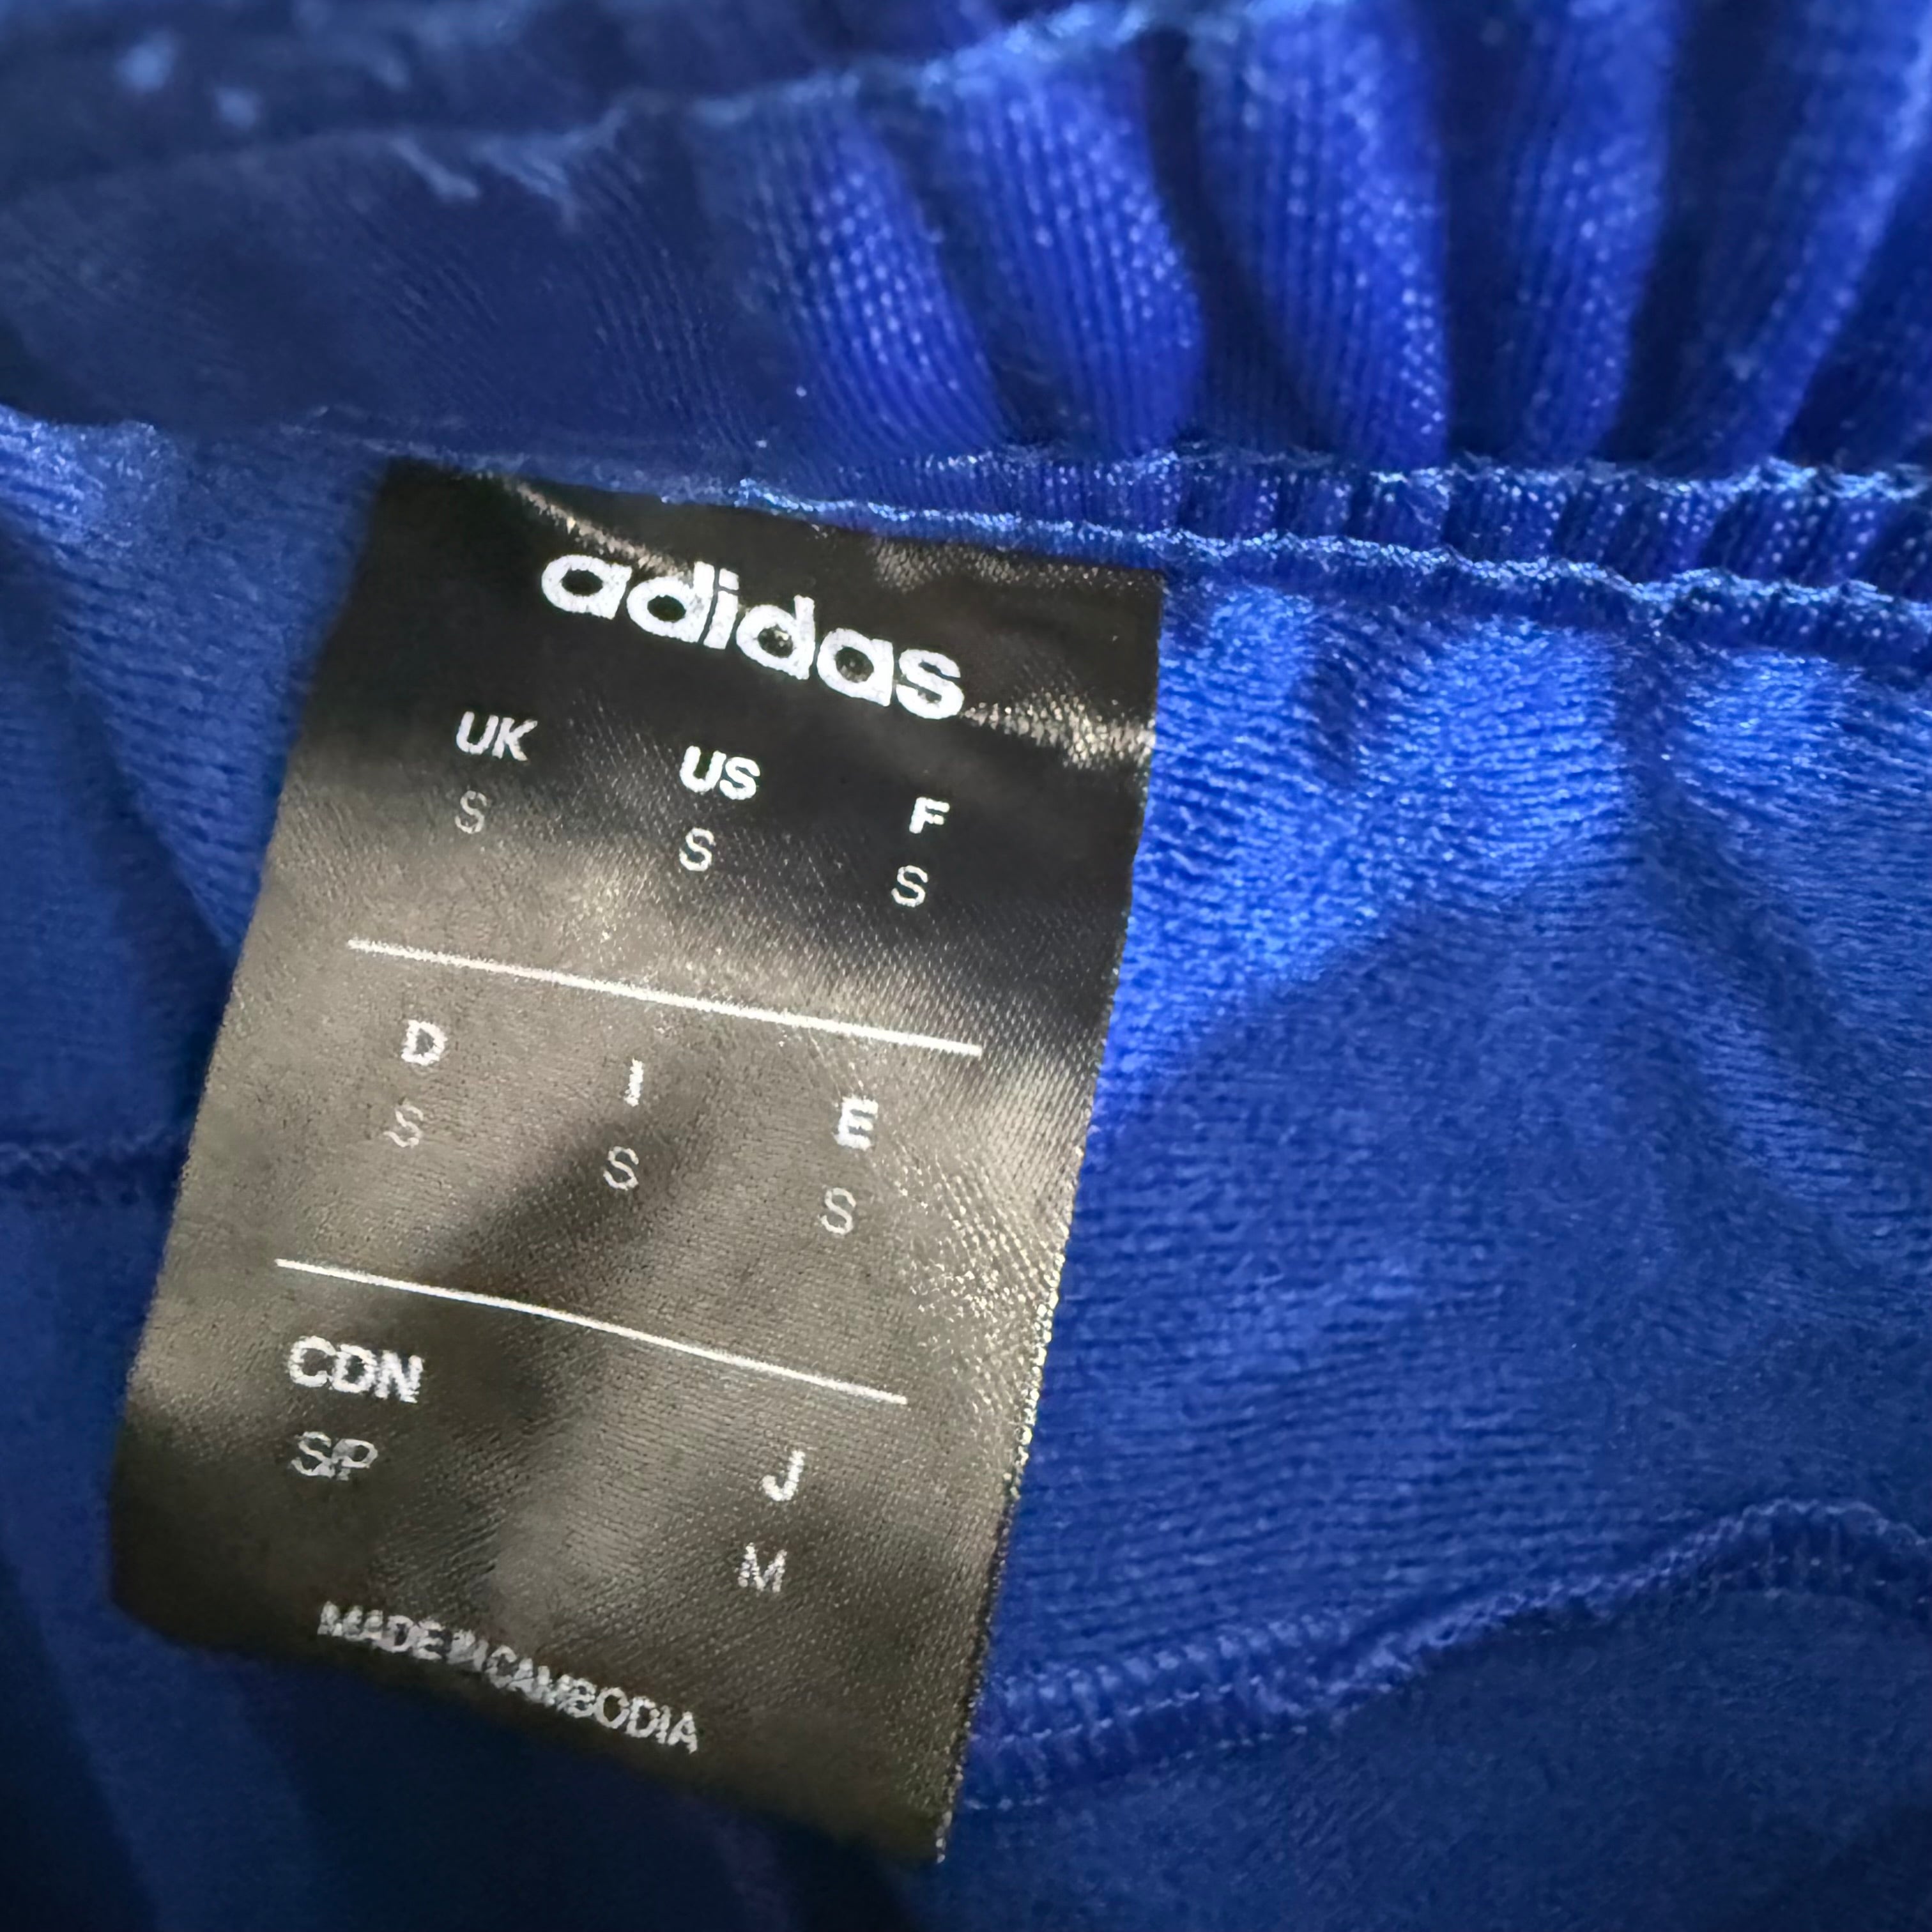 adidas
UK US F
S S S
D I E
S S S
CDN J
S/P M
MADE IN CAMBODIA